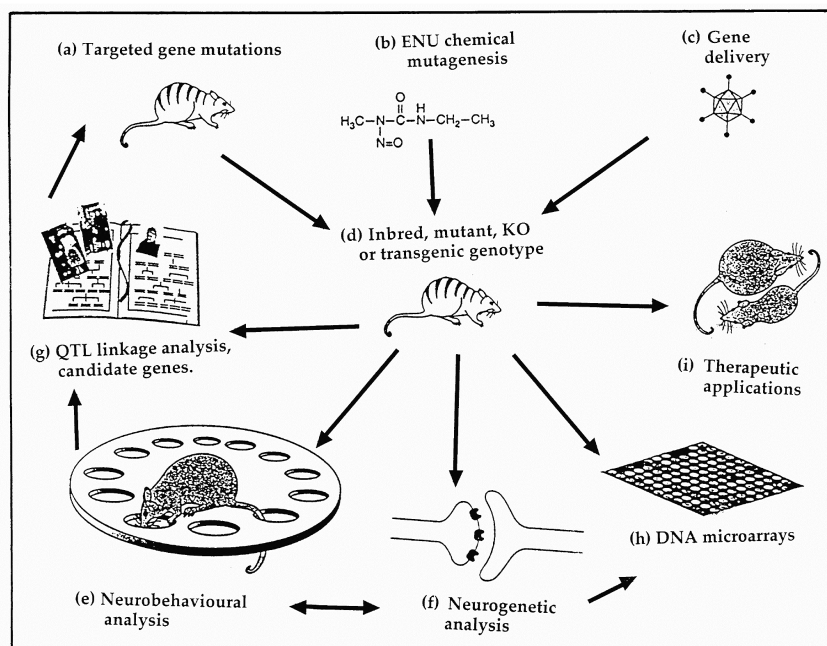 (a) Targeted gene mutations
(b) ENU chemical
mutagenesis
(c) Gene
delivery
O
H
H₃C–N–C–N–CH₂–CH₃
N=O
(d) Inbred, mutant, KO
or transgenic genotype
(g) QTL linkage analysis,
candidate genes.
(i) Therapeutic
applications
(h) DNA microarrays
(e) Neurobehavioural
analysis
(f) Neurogenetic
analysis